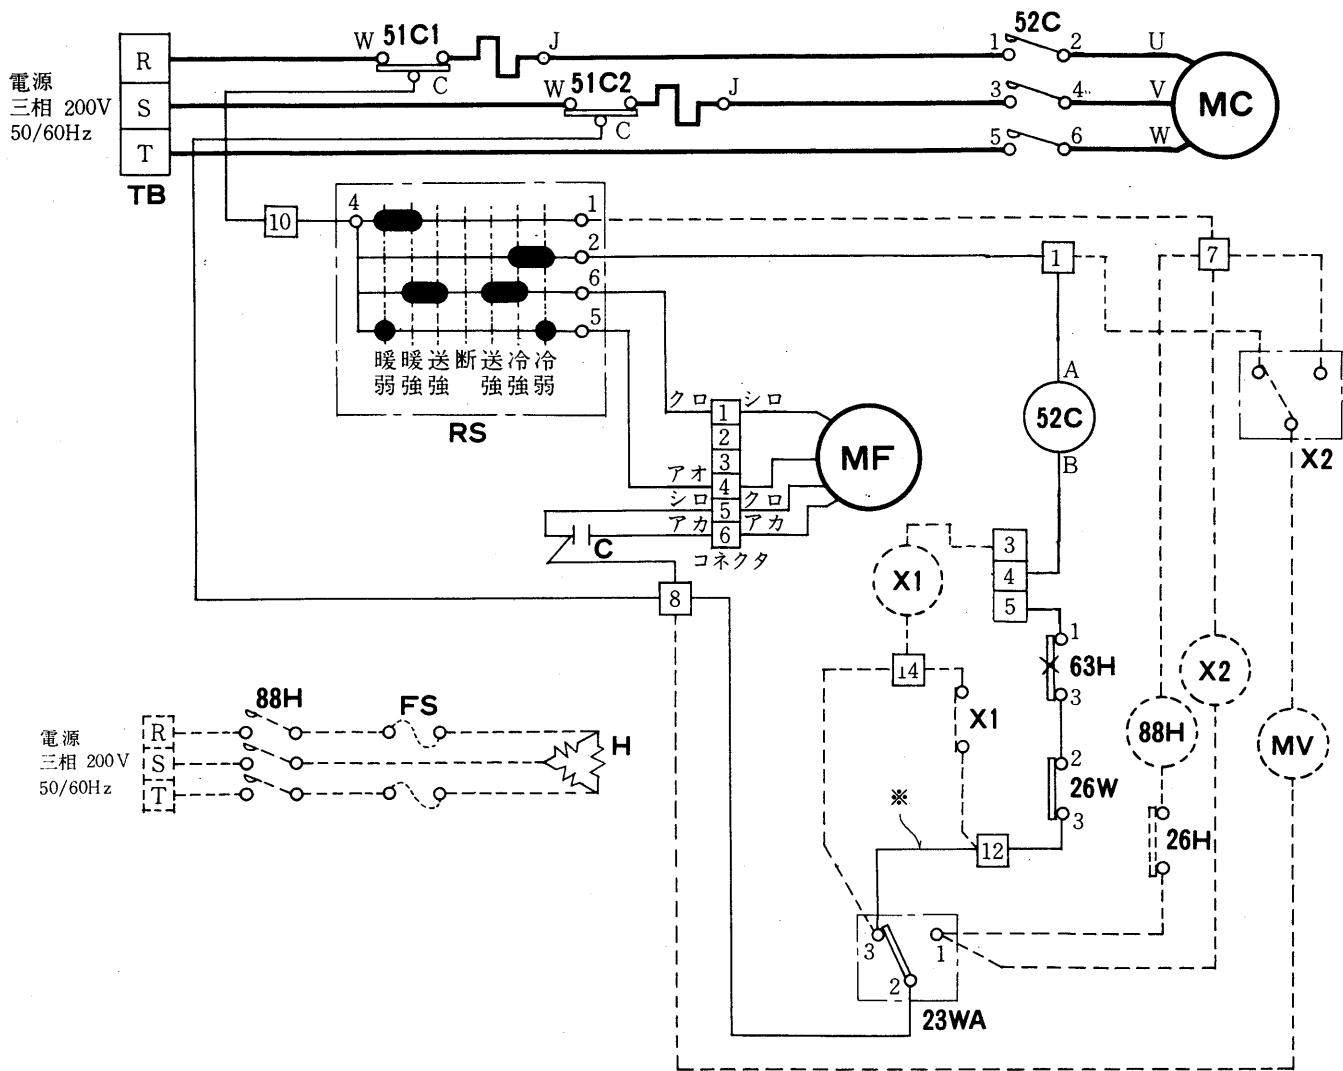 51C1
52C
W
J
1
2
U
R
C
51C2
電源
三相 200V
50/60Hz
W
J
S
C
3
4
V
MC
T
5
6
W
TB
4
1
10
2
1
7
6
5
暖弱
暖強
送強
断
送強
冷強
冷弱
RS
A
52C
B
X2
クロ
1
シロ
2
3
アオ
4
シロ
5
クロ
アカ
6
アカ
MF
C
コネクタ
8
X1
3
4
5
1
63H
3
14
X1
2
26W
3
※
12
X2
88H
MV
26H
88H
FS
H
電源
三相 200V
50/60Hz
R
S
T
3
1
2
23WA